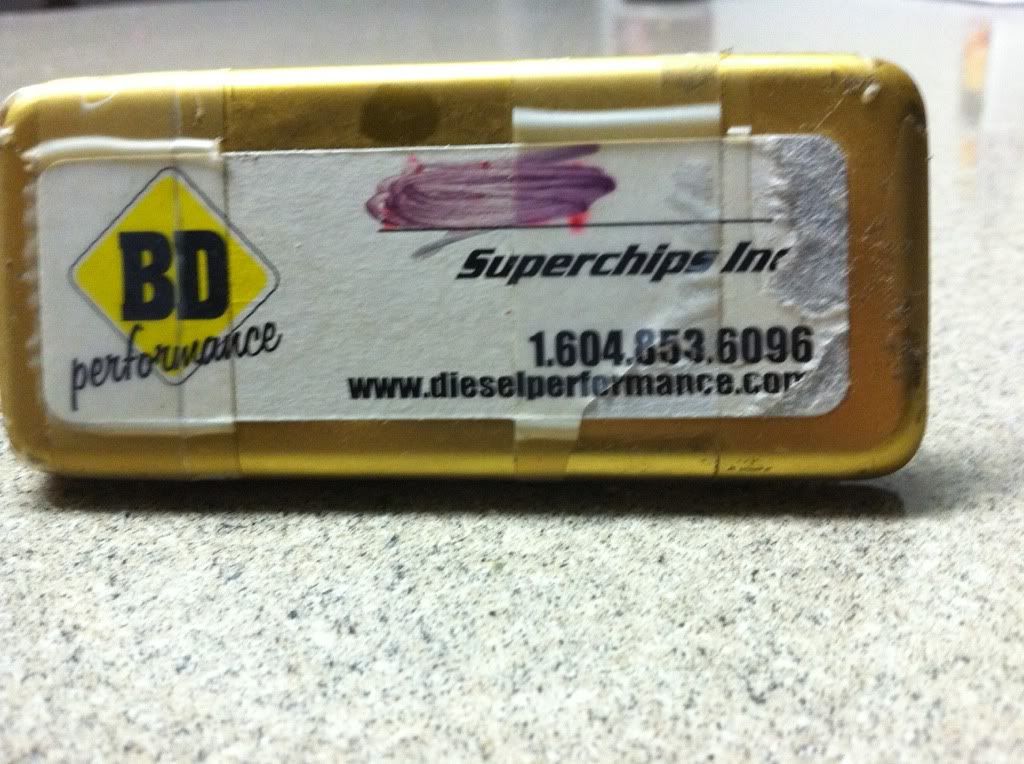 BD
performance
Superchips Inc
1.604.853.6096
www.dieselperformance.com